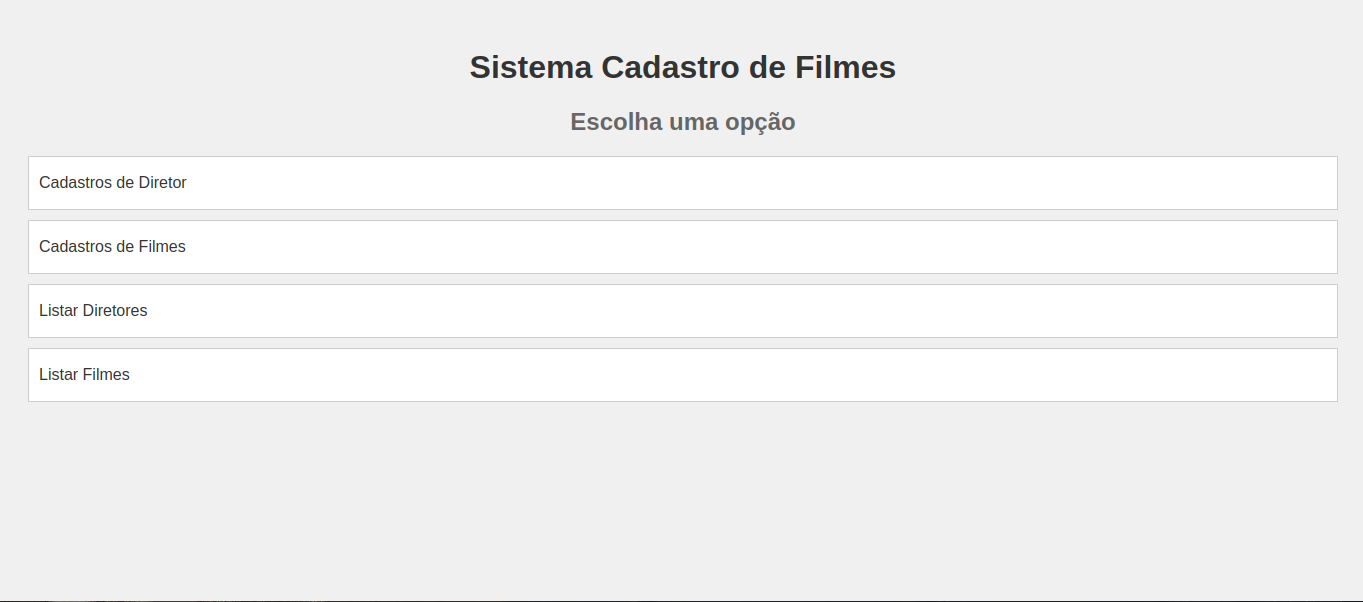 Sistema Cadastro de Filmes
Escolha uma opção
Cadastros de Diretor
Cadastros de Filmes
Listar Diretores
Listar Filmes